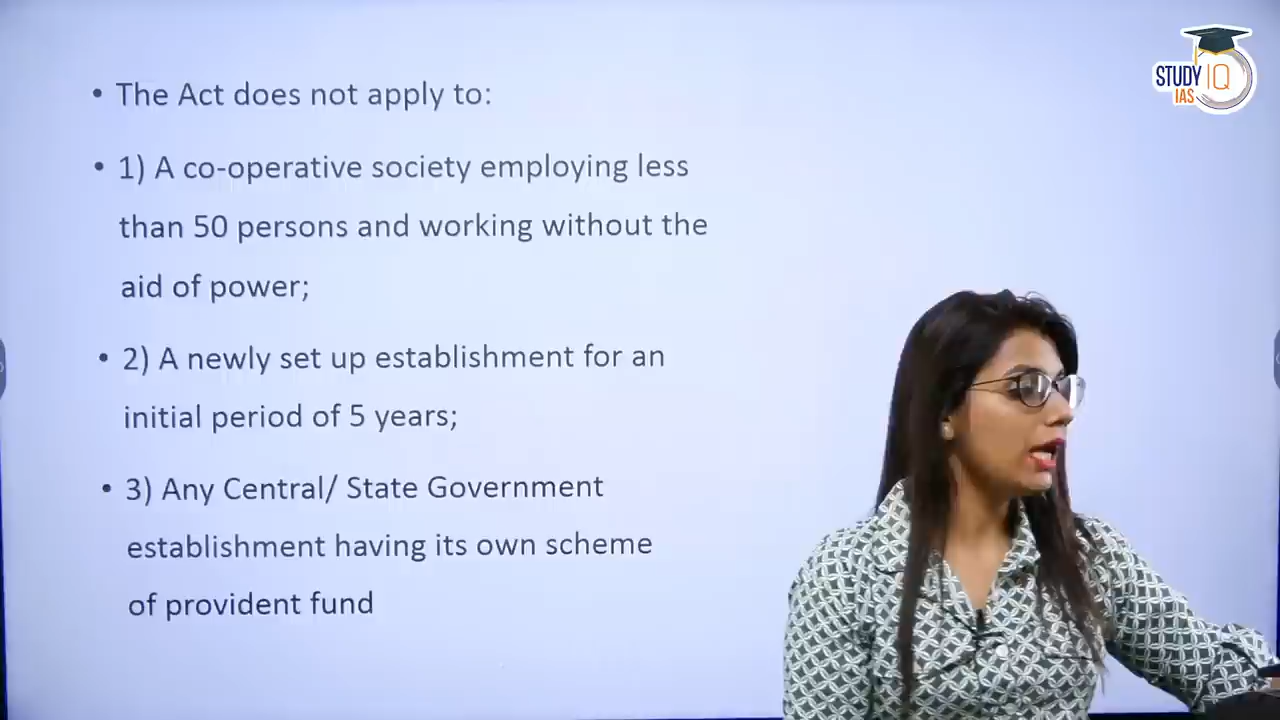 STUDY IQ
IAS
• The Act does not apply to:
• 1) A co-operative society employing less
than 50 persons and working without the
aid of power;
• 2) A newly set up establishment for an
initial period of 5 years;
• 3) Any Central/ State Government
establishment having its own scheme
of provident fund